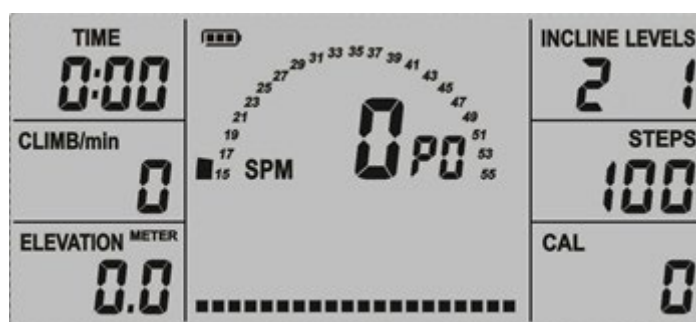 TIME
0:00
CLIMB/min
0
ELEVATION METER
0.0
15 17 19 21 23 25 27 29 31 33 35 37 39 41 43 45 47 49 51 53 55
SPM
0 PO
INCLINE LEVELS
2 1
STEPS
100
CAL
0